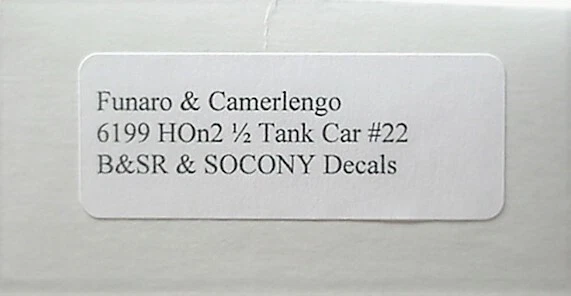 Funaro & Camerlengo
6199 HOn2 ½ Tank Car #22
B&SR & SOCONY Decals